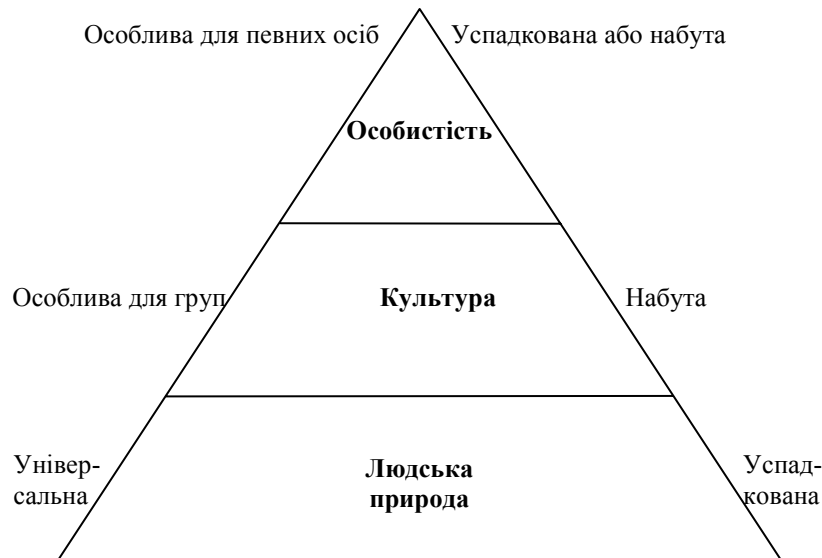 Особлива для певних осіб
Успадкована або набута
Особистість
Особлива для груп
Культура
Набута
Універ-
сальна
Людська
природа
Успад-
кована